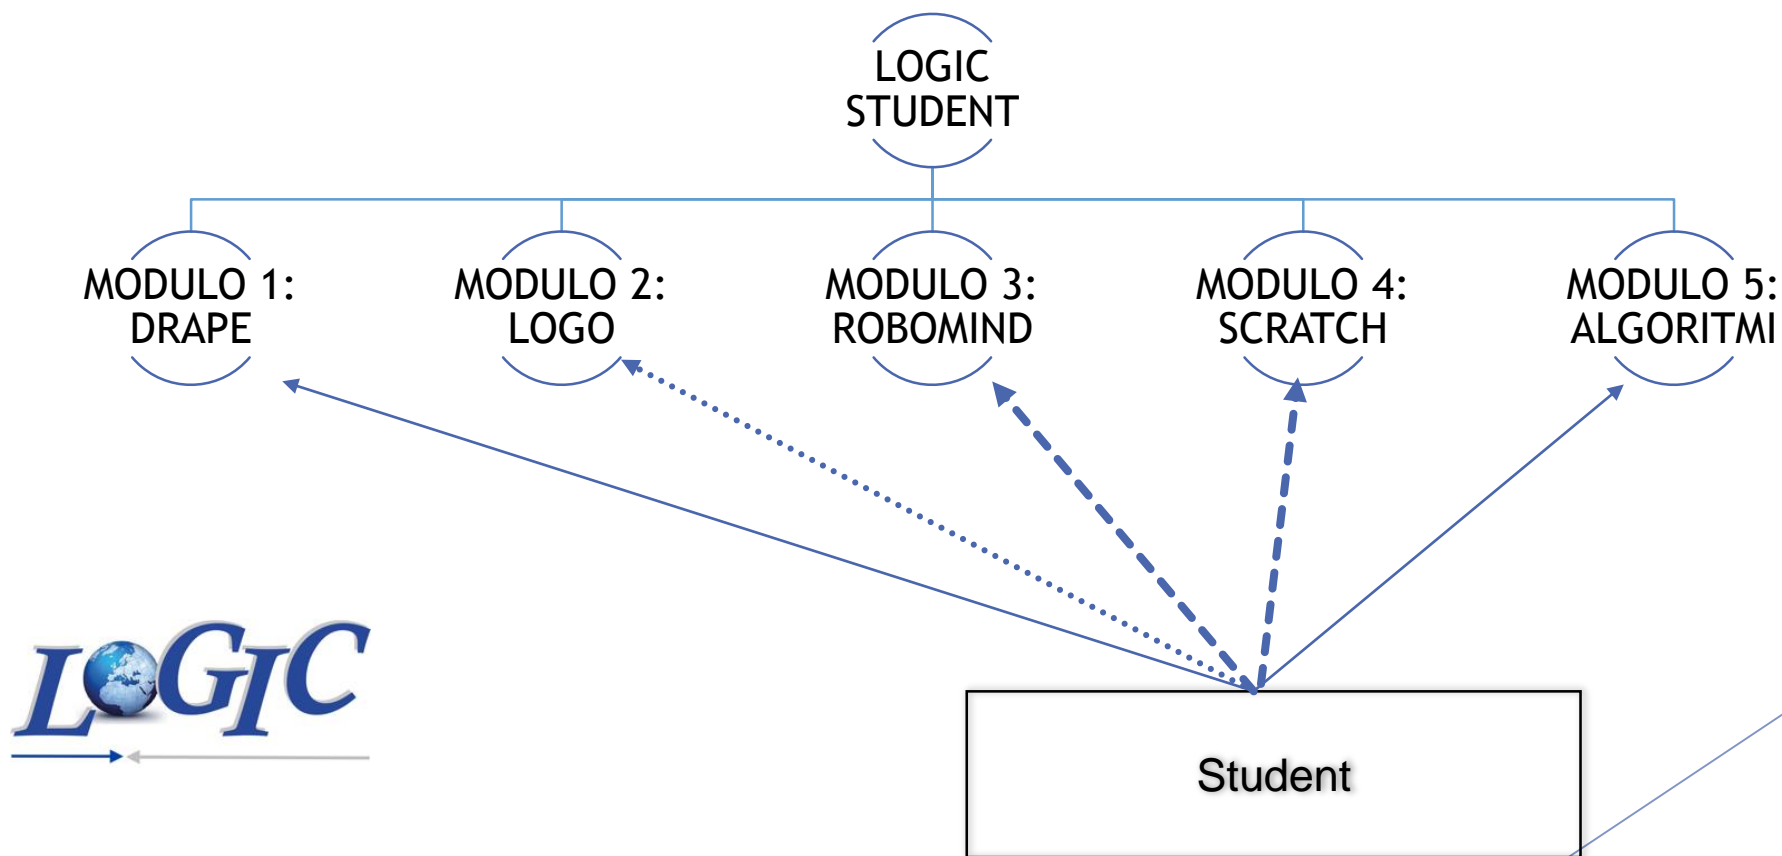 LOGIC
STUDENT
MODULO 1:
DRAPE
MODULO 2:
LOGO
MODULO 3:
ROBOMIND
MODULO 4:
SCRATCH
MODULO 5:
ALGORITMI
LOGIC
Student